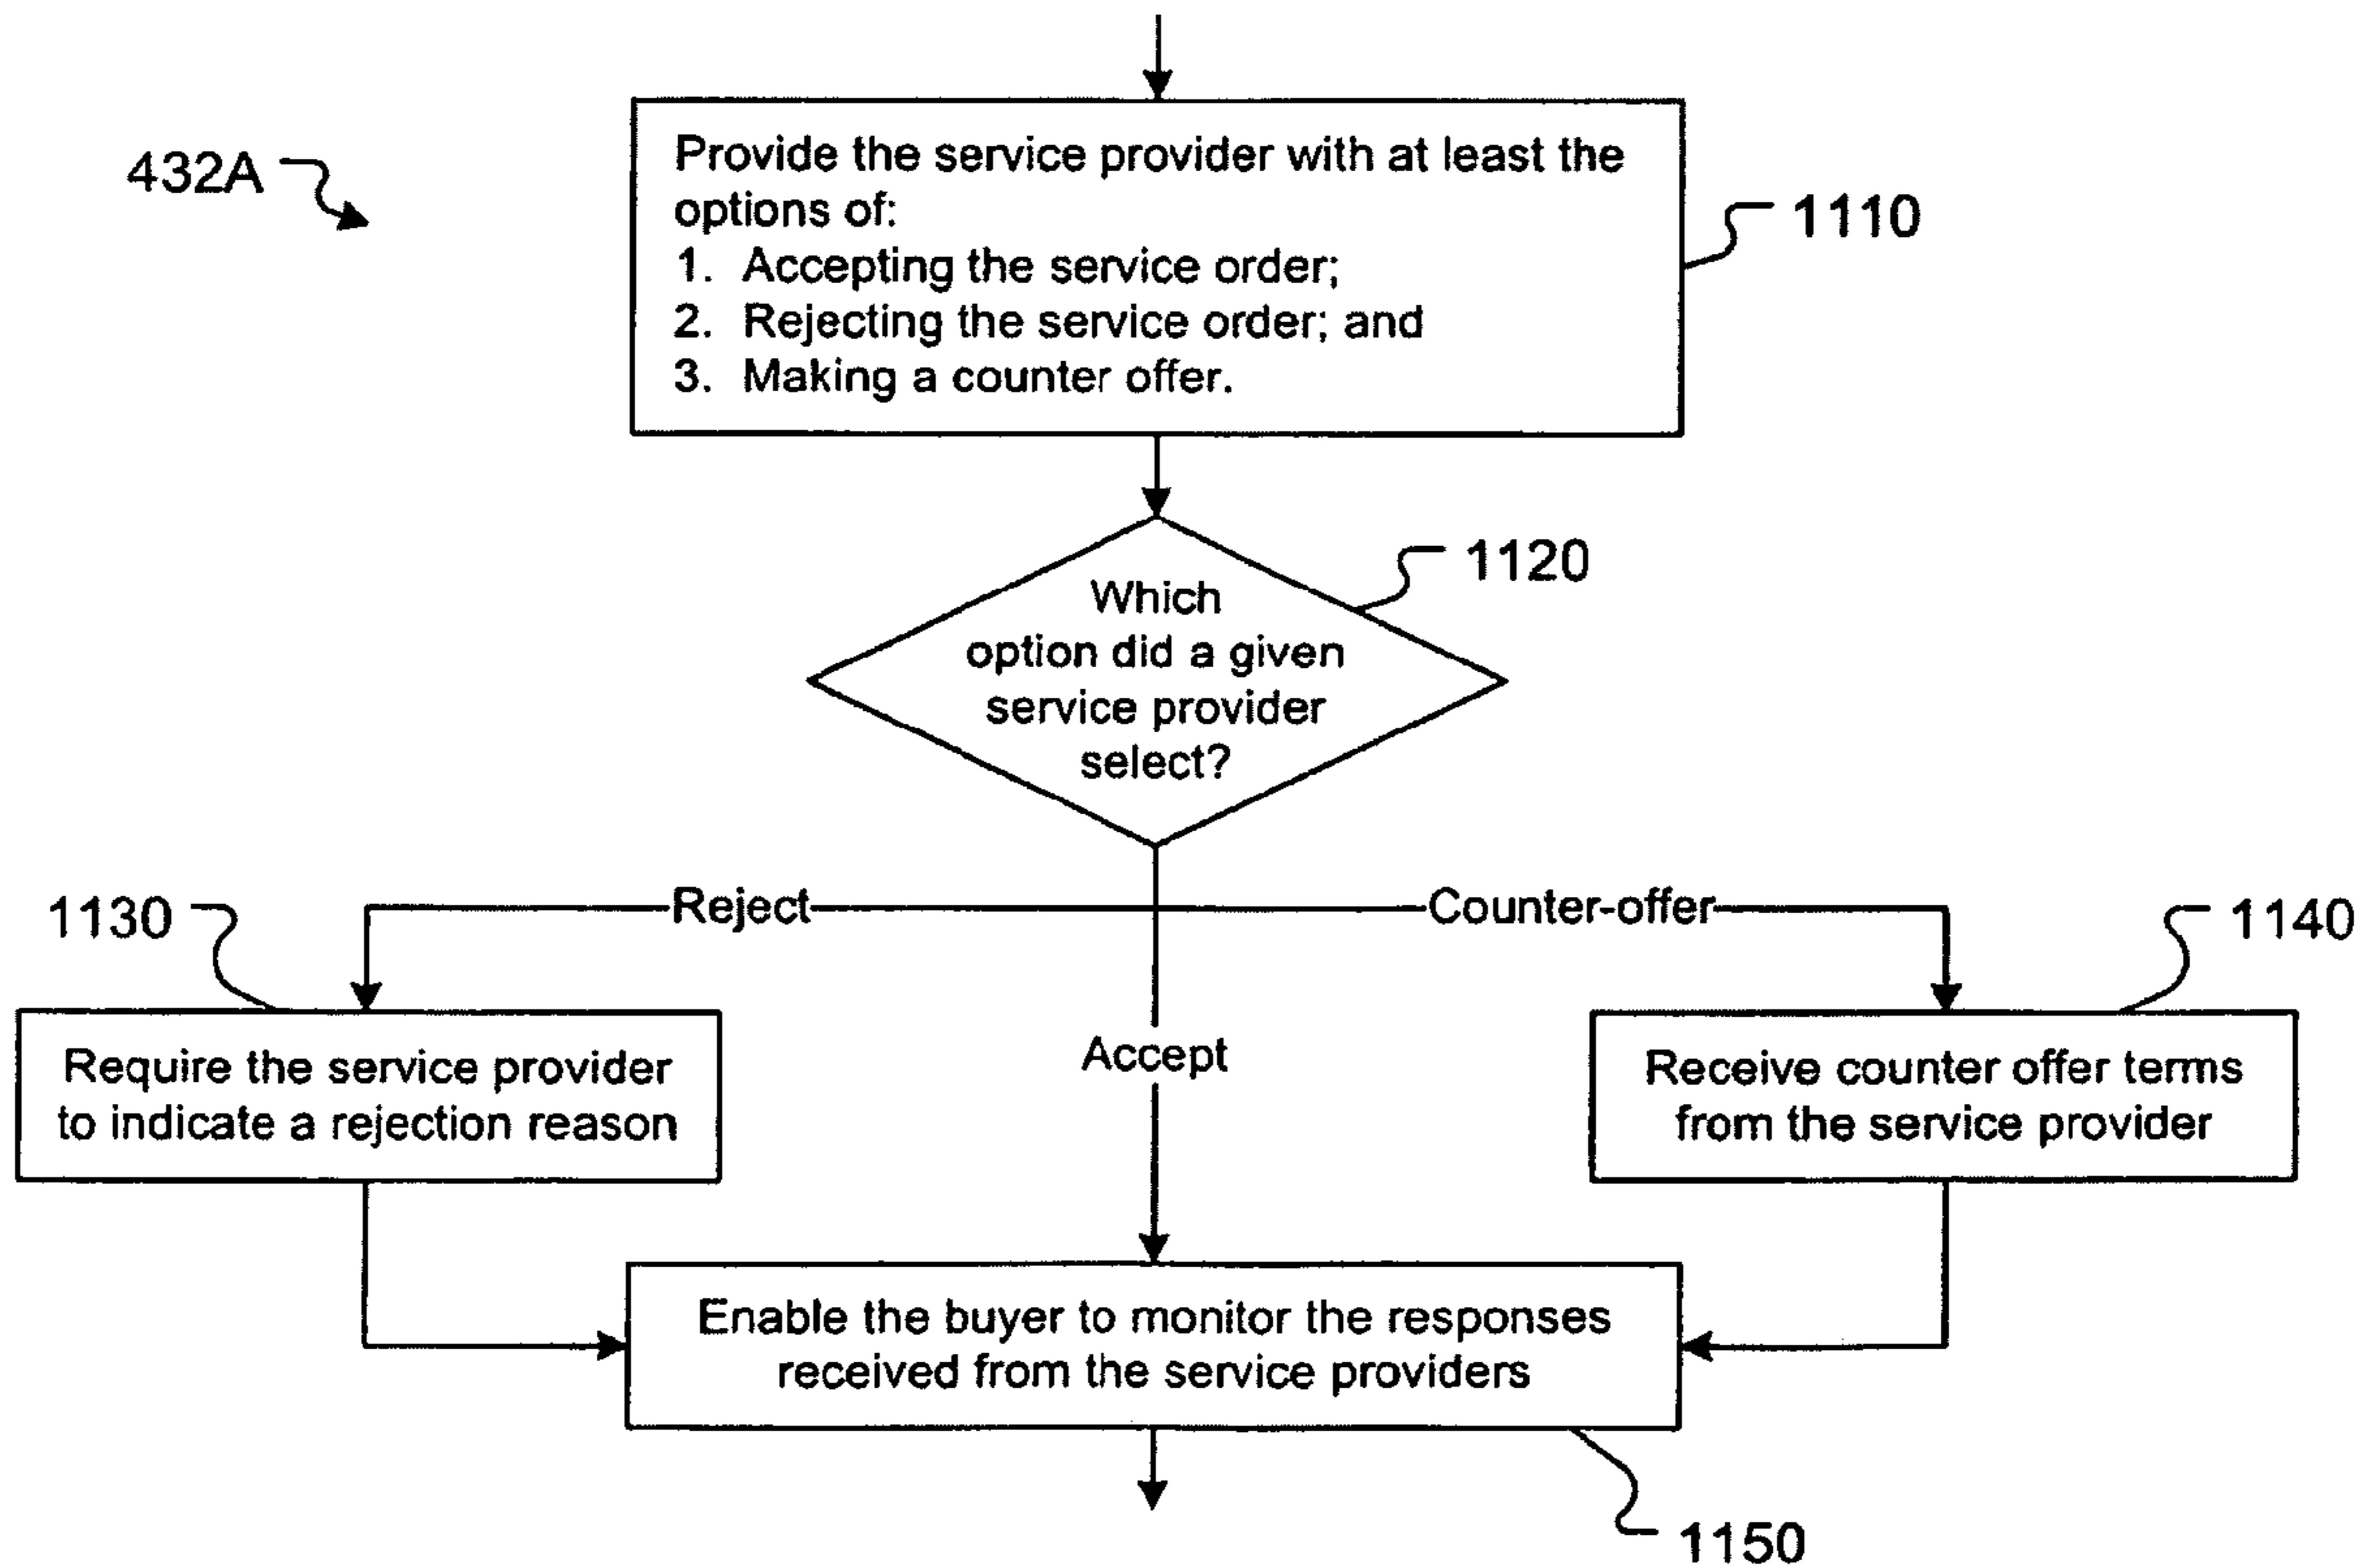 432A
Provide the service provider with at least the
options of:
1. Accepting the service order;
2. Rejecting the service order; and
3. Making a counter offer.
1110
1120
Which
option did a given
service provider
select?
Reject
Counter-offer
1130
1140
Accept
Require the service provider
to indicate a rejection reason
Receive counter offer terms
from the service provider
Enable the buyer to monitor the responses
received from the service providers
1150